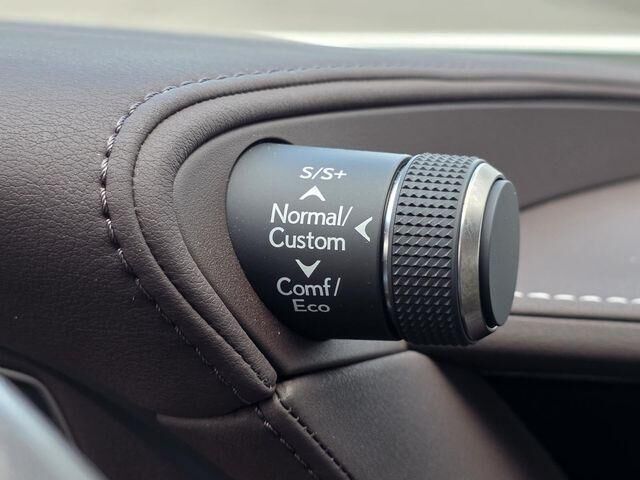 S/S+
Normal/
Custom
Comf/
Eco